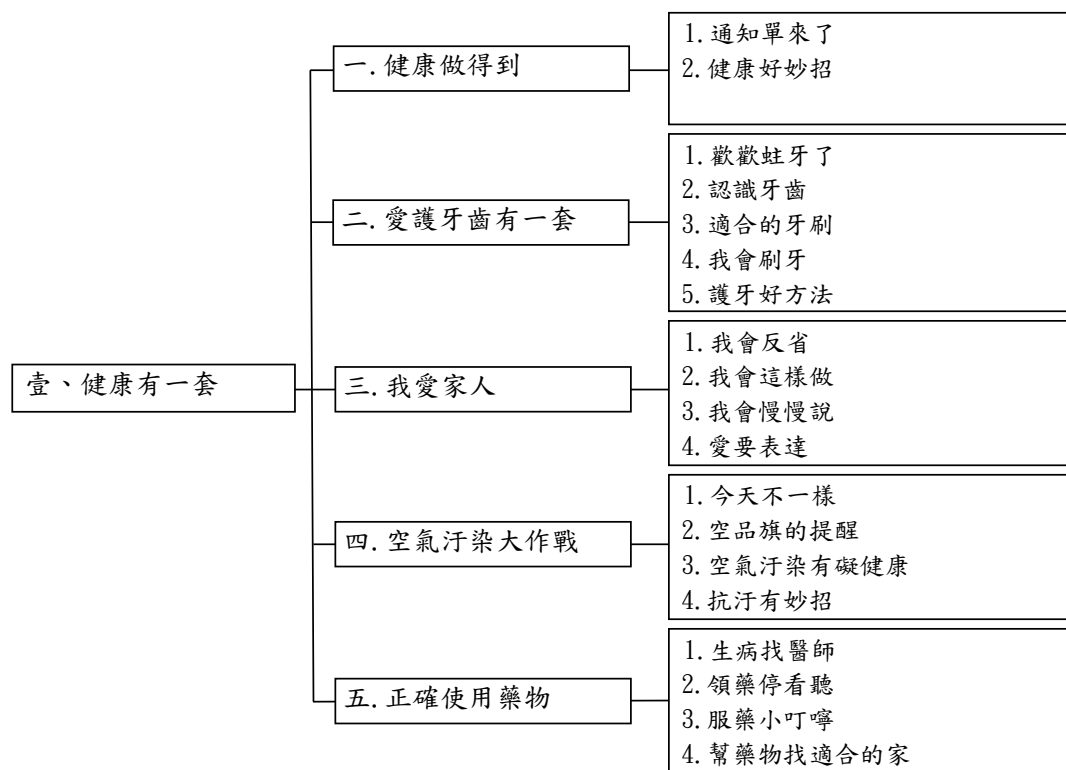 壹、健康有一套
一.健康做得到
1.通知單來了
2.健康好妙招
二.愛護牙齒有一套
1.歡歡蛀牙了
2.認識牙齒
3.適合的牙刷
4.我會刷牙
5.護牙好方法
三.我愛家人
1.我會反省
2.我會這樣做
3.我會慢慢說
4.愛要表達
四.空氣汙染大作戰
1.今天不一樣
2.空品旗的提醒
3.空氣汙染有礙健康
4.抗汙有妙招
五.正確使用藥物
1.生病找醫師
2.領藥停看聽
3.服藥小叮嚀
4.幫藥物找適合的家